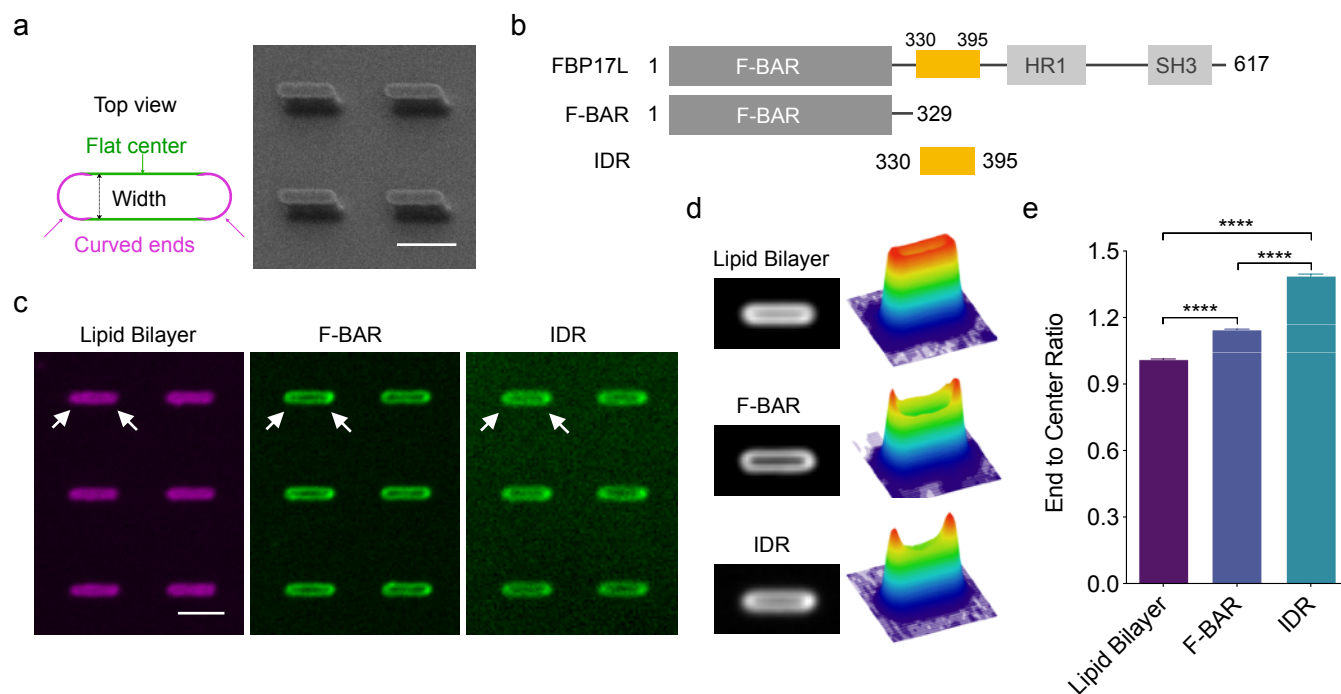 a
Top view
Flat center
Width
Curved ends
b
330 395
FBP17L 1 F-BAR HR1 SH3 617
F-BAR 1 F-BAR 329
IDR 330 395
c
Lipid Bilayer F-BAR IDR
d
Lipid Bilayer
F-BAR
IDR
e
**** 
****
****
End to Center Ratio
1.5
1.2
0.9
0.6
0.3
0.0
Lipid Bilayer
F-BAR
IDR